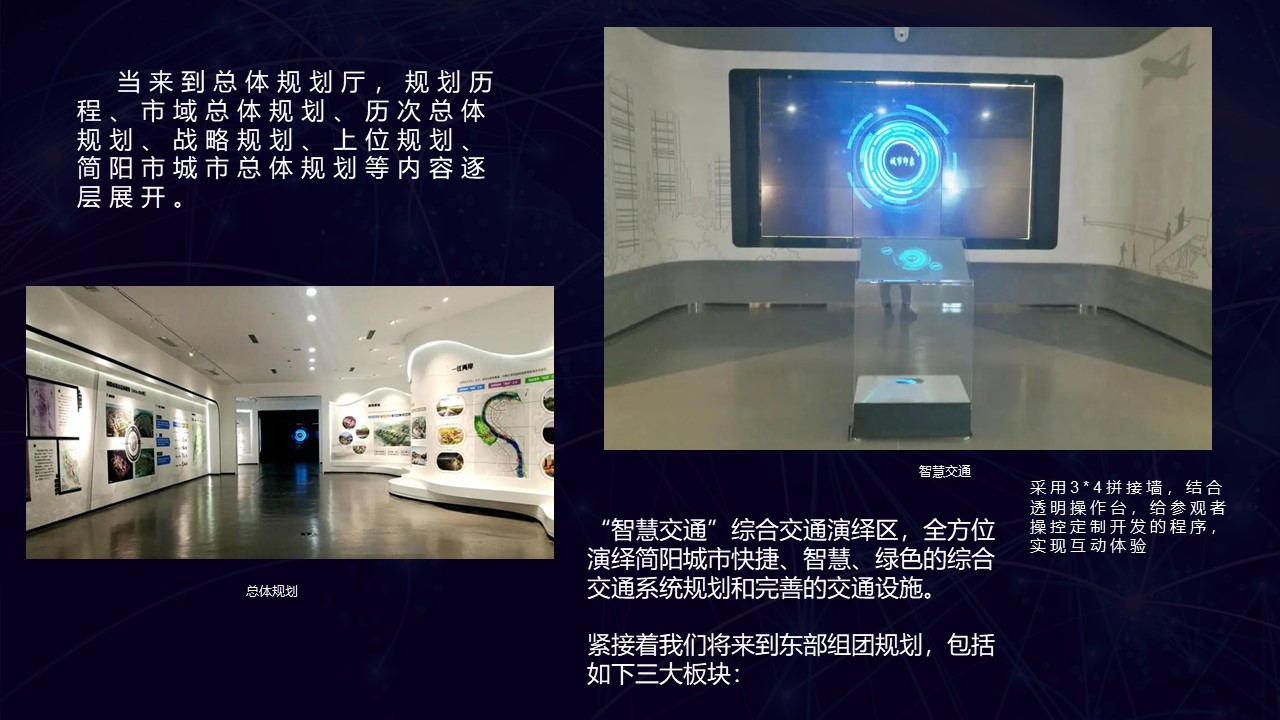 当来到总体规划厅，规划历
程、市域总体规划、历次总体
规划、战略规划、上位规划、
简阳市城市总体规划等内容逐
层展开。
城市印象
一江两岸
总体规划
智慧交通
采用3*4拼接墙，结合
透明操作台，给参观者
操控定制开发的程序，
实现互动体验
“智慧交通”综合交通演绎区，全方位
演绎简阳城市快捷、智慧、绿色的综合
交通系统规划和完善的交通设施。
紧接着我们将来到东部组团规划，包括
如下三大板块：